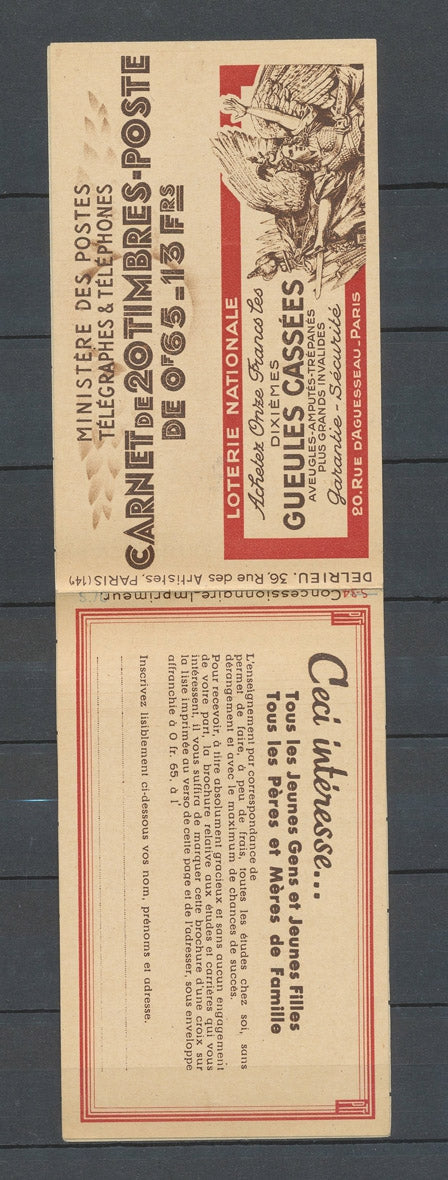 MINISTÈRE DES POSTES
TÉLÉGRAPHES & TÉLÉPHONES
CARNET DE 20 TIMBRES-POSTE
DE 0F65 = 13 FRS
LOTERIE NATIONALE
Achetez Onze Francs les
DIXIÈMES
GUEULES CASSÉES
AVEUGLES-AMPUTÉS-TRÉPANÉS
PLUS GRANDS INVALIDES
Garantie - Sécurité
20. RUE D'AGUESSEAU_PARIS
DELRIEU. 36, Rue des Artistes. PARIS (14e)
S-34 Concessionnaire_Imprimeur
Ceci intéresse...
Tous les Jeunes Gens et Jeunes Filles
Tous les Pères et Mères de Famille
L'enseignement par correspondance de
permet de faire, à peu de frais, toutes les études chez soi, sans
dérangement et avec le maximum de chances de succès.
Pour recevoir, à titre absolument gracieux et sans aucun engagement
de votre part, la brochure relative aux études et carrières qui vous
intéressent, il vous suffira de marquer cette brochure d'une croix sur
la liste imprimée au verso de cette page et de l'adresser, sous enveloppe
affranchie à 0 fr. 65, à l'
Inscrivez lisiblement ci-dessous vos nom, prénoms et adresse.